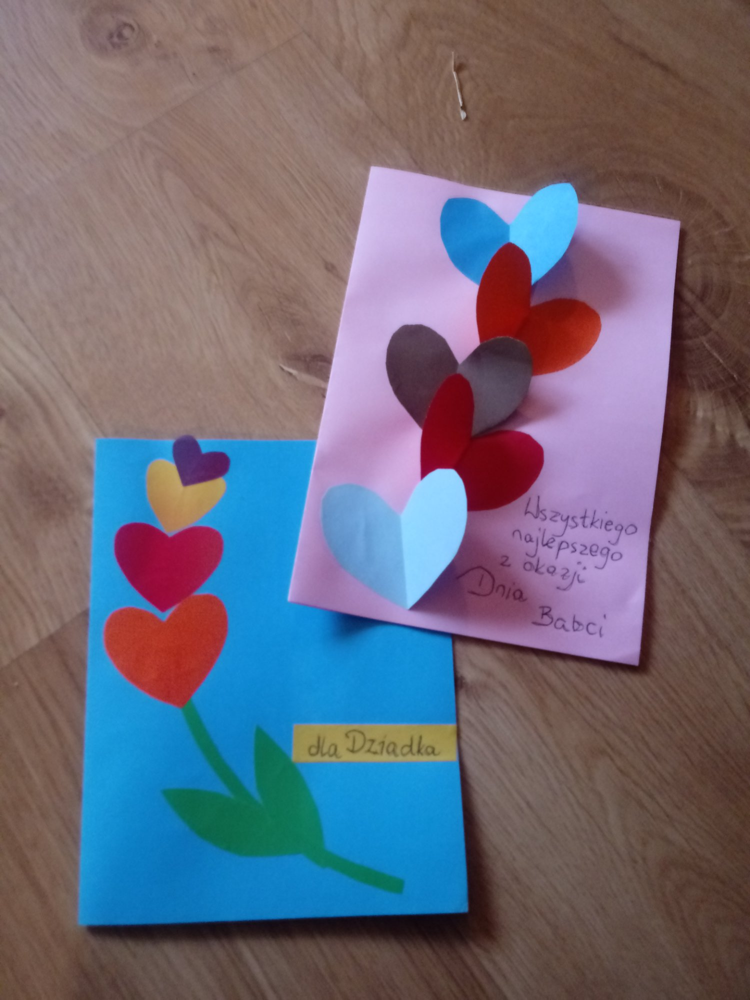 Wszystkiego
najlepszego
z okazji
Dnia
Babci
dla Dziadka